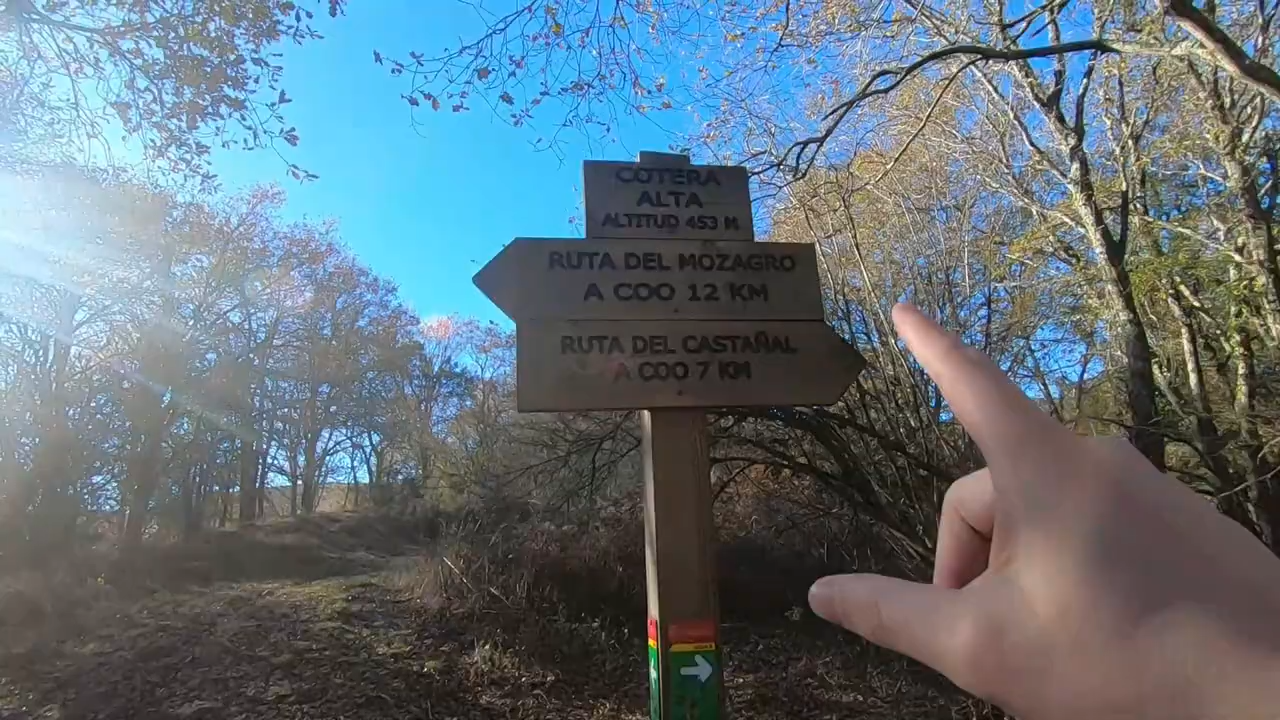 COTERA
ALTA
ALTITUD 453 M
RUTA DEL MOZAGRO
A COO 12 KM
RUTA DEL CASTAÑAL
A COO 7 KM